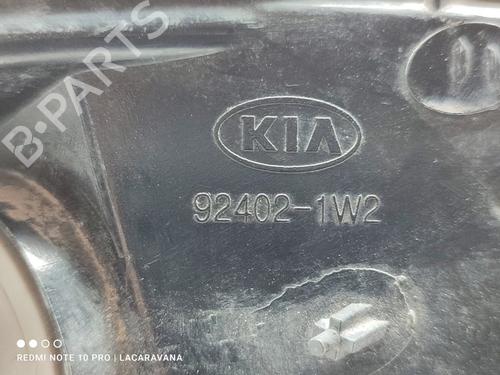 B-PARTS
KIA
92402-1W2
REDMI NOTE 10 PRO | LACARAVANA